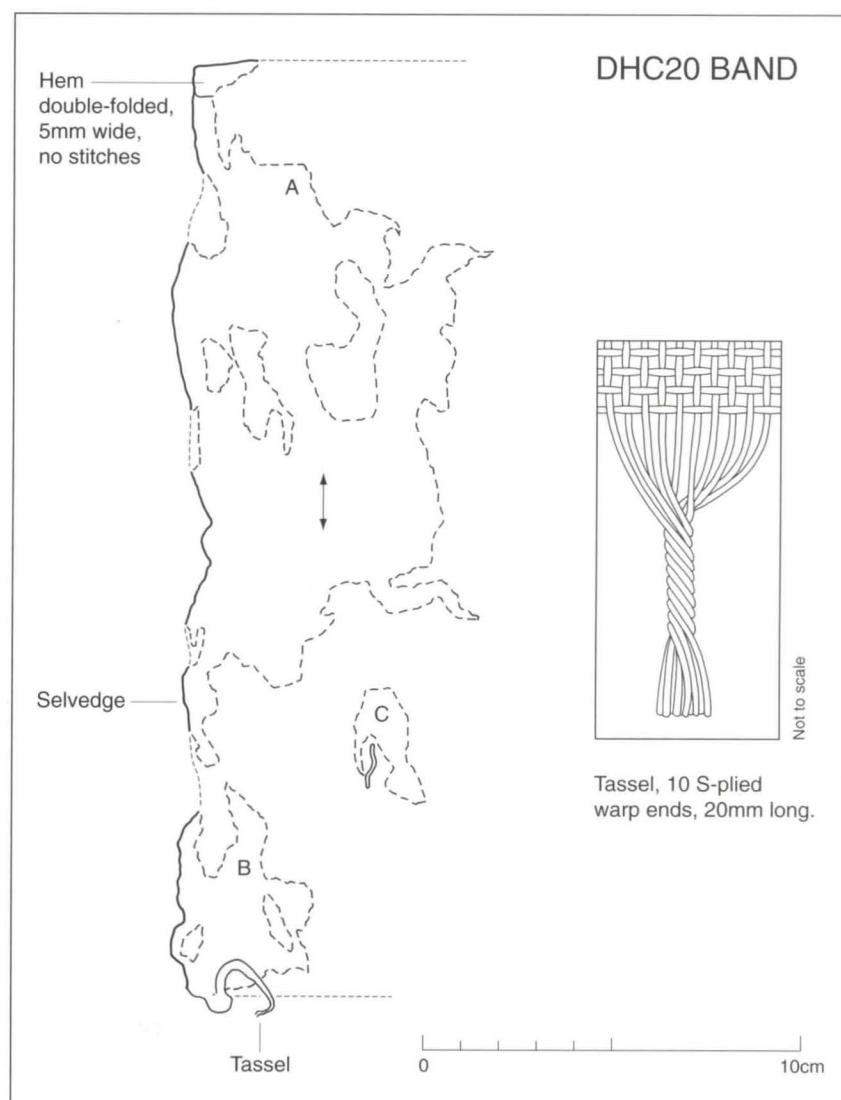 DHC20 BAND
Hem
double-folded,
5mm wide,
no stitches
A
Selvedge
C
B
Tassel
0
10cm
Not to scale
Tassel, 10 S-plied
warp ends, 20mm long.